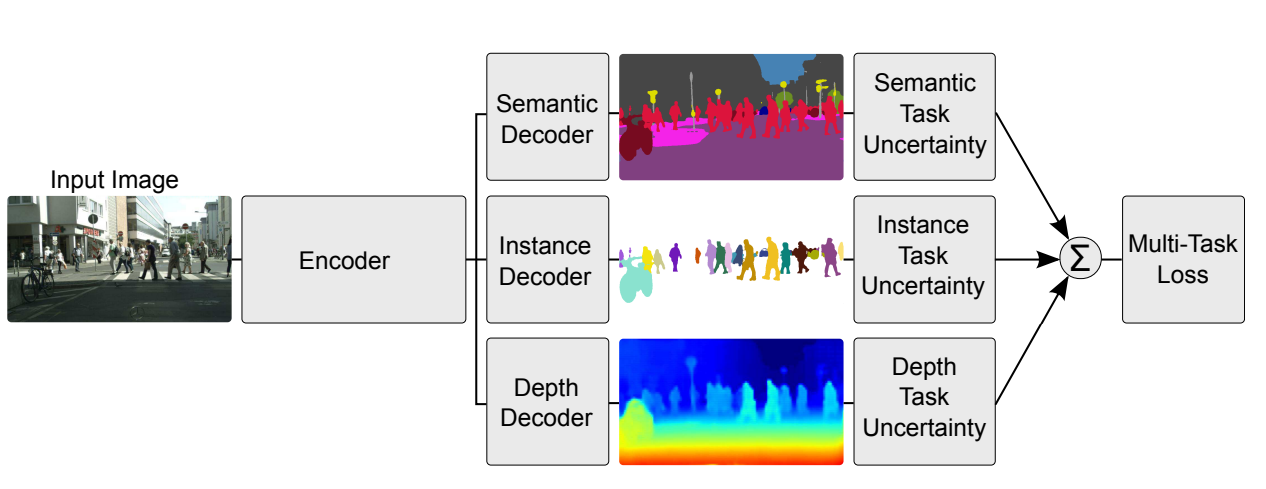 Input Image
Encoder
Semantic
Decoder
Semantic
Task
Uncertainty
Instance
Decoder
Instance
Task
Uncertainty
Depth
Decoder
Depth
Task
Uncertainty
Σ
Multi-Task
Loss